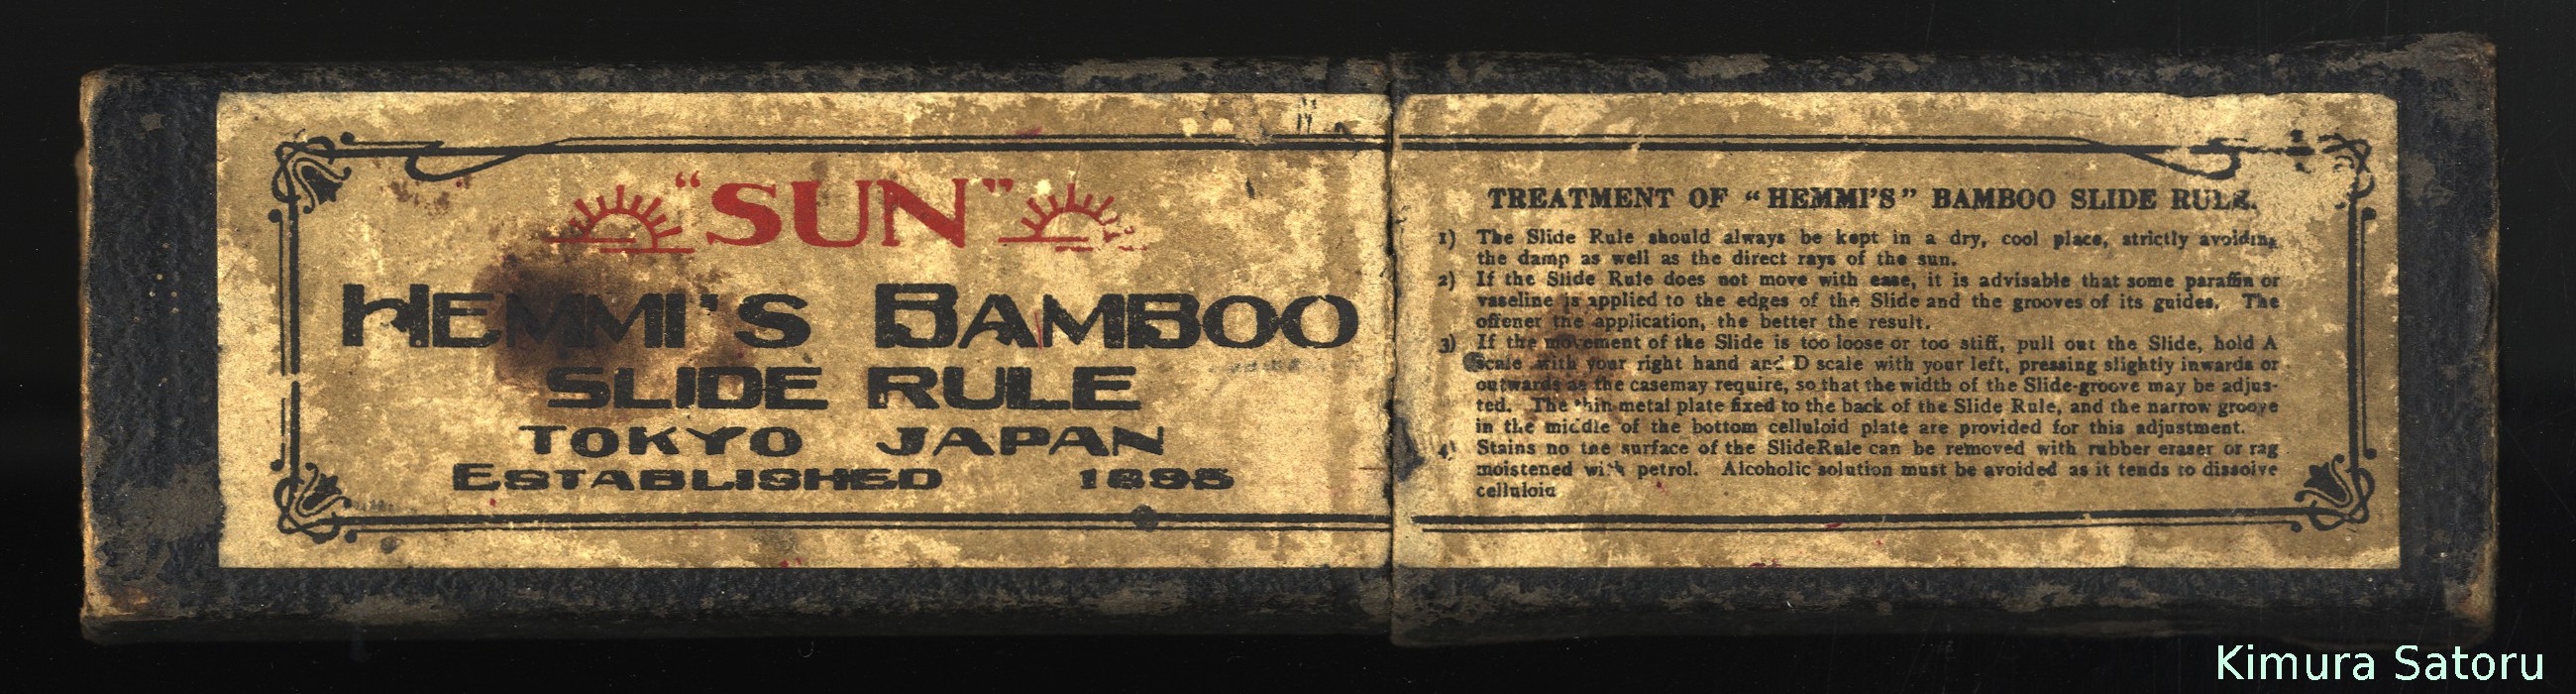 "SUN"
HEMMI'S BAMBOO
SLIDE RULE
TOKYO JAPAN
ESTABLISHED 1895
TREATMENT OF "HEMMI'S" BAMBOO SLIDE RULE.
1) The Slide Rule should always be kept in a dry, cool place, strictly avoiding
the damp as well as the direct rays of the sun.
2) If the Slide Rule does not move with ease, it is advisable that some paraffin or
vaseline is applied to the edges of the Slide and the grooves of its guides. The
oftener the application, the better the result.
3) If the movement of the Slide is too loose or too stiff, pull out the Slide, hold A
Scale with your right hand and D scale with your left, pressing slightly inwards or
outwards as the casemay require, so that the width of the Slide-groove may be adjus-
ted. The thin metal plate fixed to the back of the Slide Rule, and the narrow groove
in the middle of the bottom celluloid plate are provided for this adjustment.
4) Stains no the surface of the SlideRule can be removed with rubber eraser or rag
moistened with petrol. Alcoholic solution must be avoided as it tends to dissolve
celluloid
Kimura Satoru